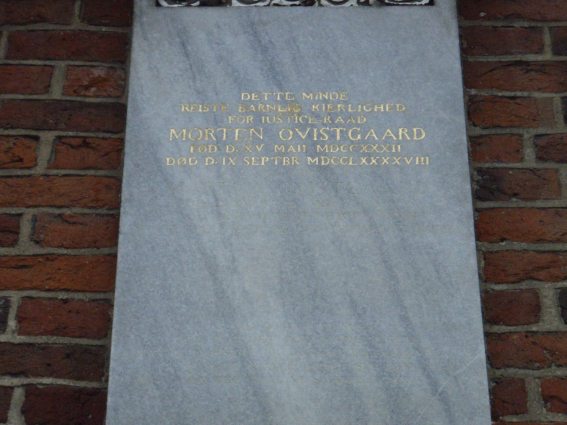 DETTE MINDE
REISTE BARNLIG KIERLIGHED
FOR JUSTICE RAAD
MORTEN QVISTGAARD
FØD D. XV MAII MDCCXXXII
DØD D. IX SEPTBR MDCCLXXXXVIII